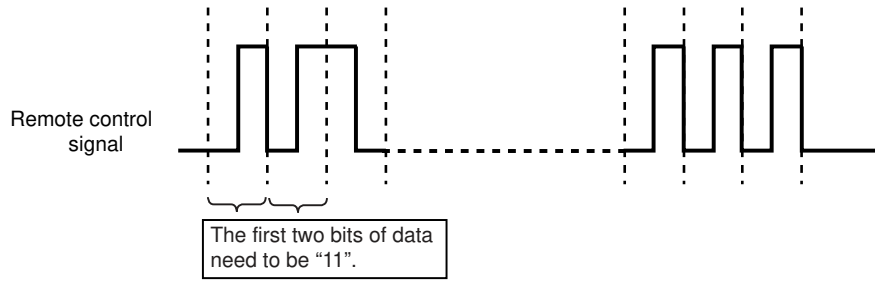 Remote control
signal
The first two bits of data
need to be “11”.